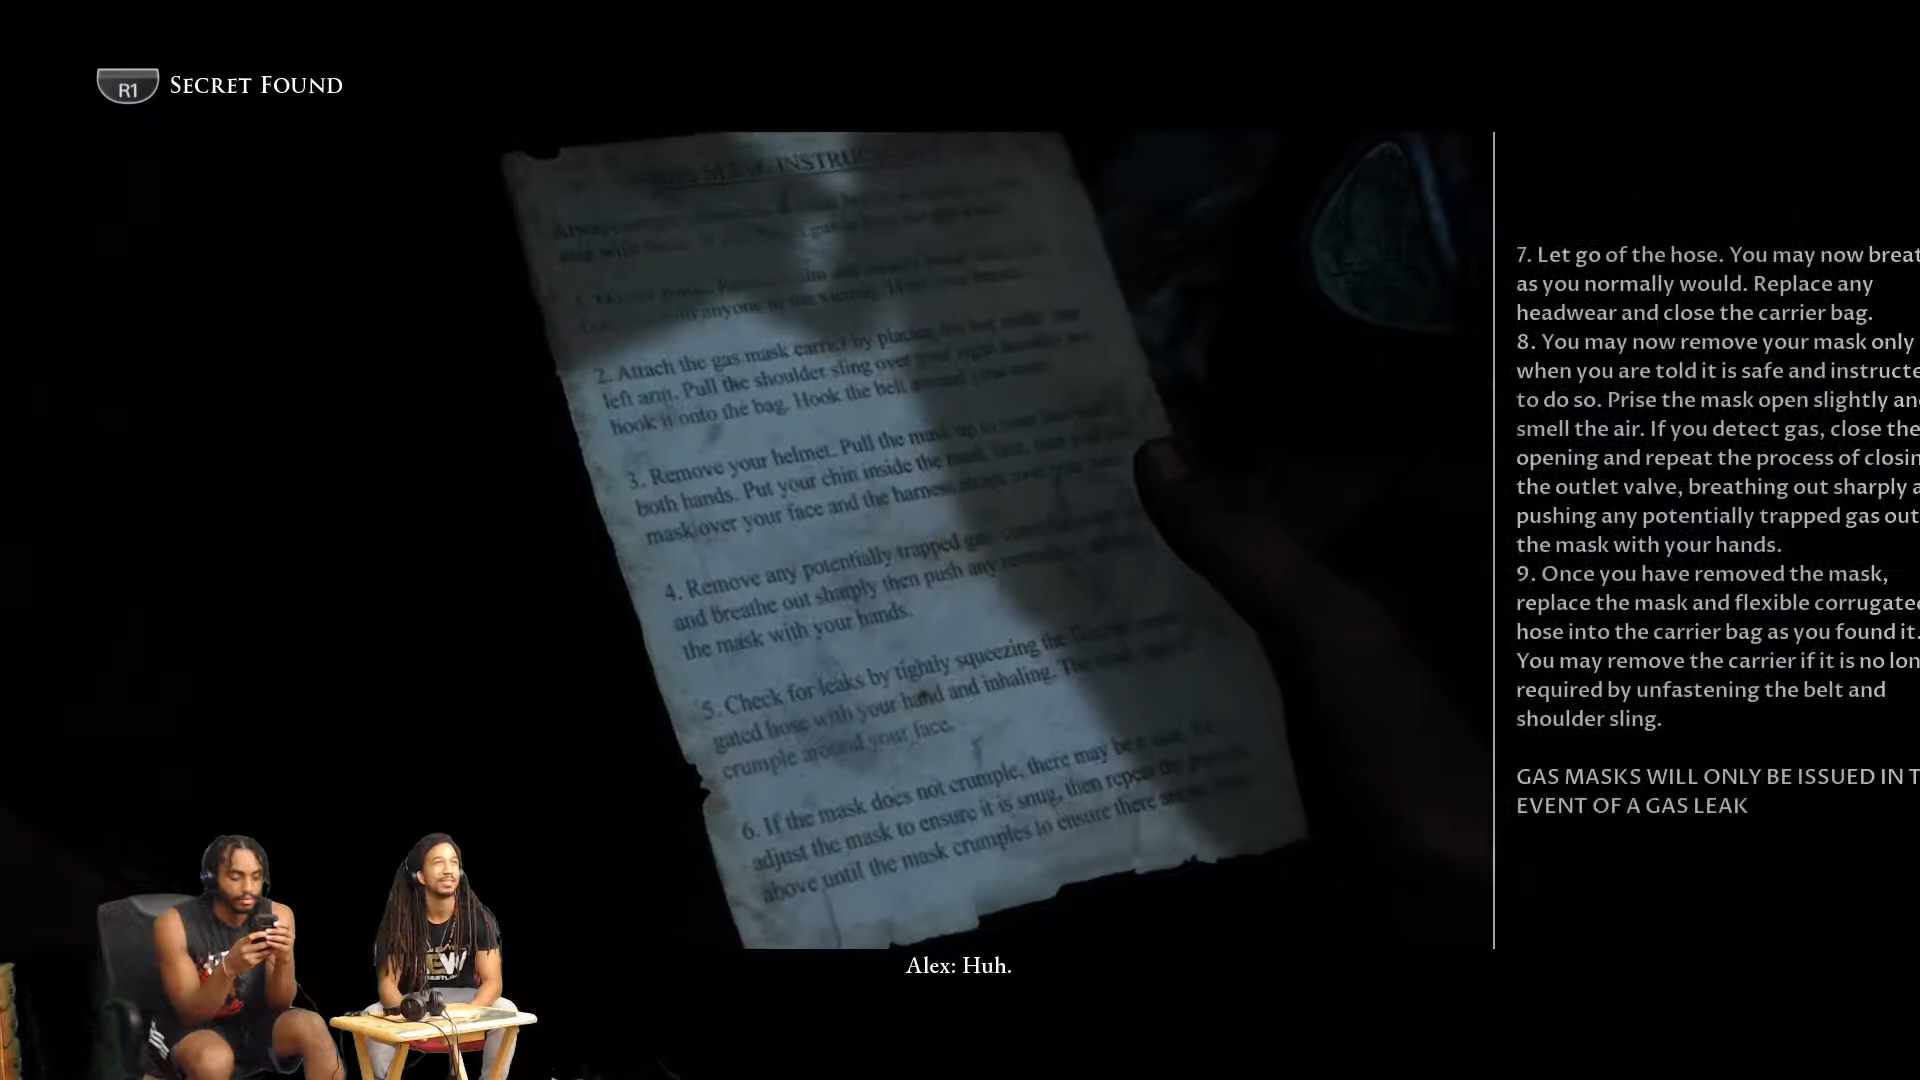 R1 SECRET FOUND
MASK INSTRUC
2. Attach the gas mask carrier by placing the bag under your
left arm. Pull the shoulder sling over your right shoulder and
hook it onto the bag. Hook the belt around your
3. Remove your helmet. Pull the mask up to your face
both hands. Put your chin inside the mask first, then
mask over your face and the harness straps over your
4. Remove any potentially trapped gas
and breathe out sharply then push any
the mask with your hands.
5. Check for leaks by tightly squeezing the
gated hose with your hand and inhaling. The mask
crumple around your face.
6. If the mask does not crumple, there may be a
adjust the mask to ensure it is snug, then repeat the
above until the mask crumples to ensure there are
7. Let go of the hose. You may now breat
as you normally would. Replace any
headwear and close the carrier bag.
8. You may now remove your mask only
when you are told it is safe and instructe
to do so. Prise the mask open slightly an
smell the air. If you detect gas, close the
opening and repeat the process of closin
the outlet valve, breathing out sharply a
pushing any potentially trapped gas out
the mask with your hands.
9. Once you have removed the mask,
replace the mask and flexible corrugate
hose into the carrier bag as you found it.
You may remove the carrier if it is no lon
required by unfastening the belt and
shoulder sling.
GAS MASKS WILL ONLY BE ISSUED IN T
EVENT OF A GAS LEAK
EW
Alex: Huh.